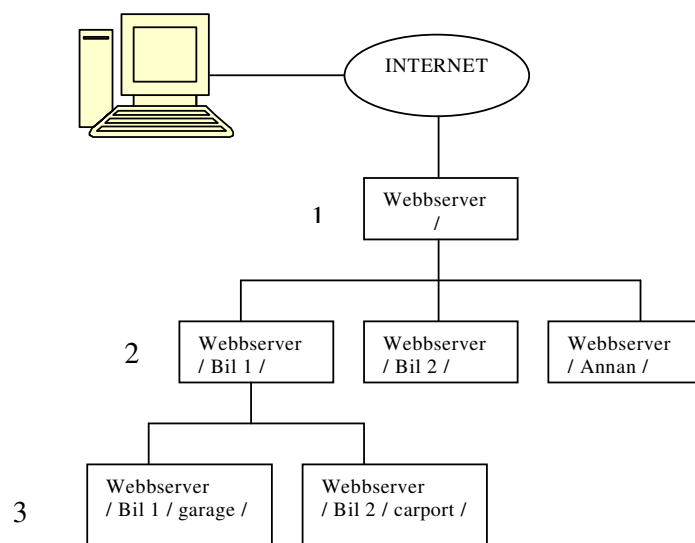 INTERNET
1
Webbserver
/
2
Webbserver
/ Bil 1 /
Webbserver
/ Bil 2 /
Webbserver
/ Annan /
3
Webbserver
/ Bil 1 / garage /
Webbserver
/ Bil 2 / carport /